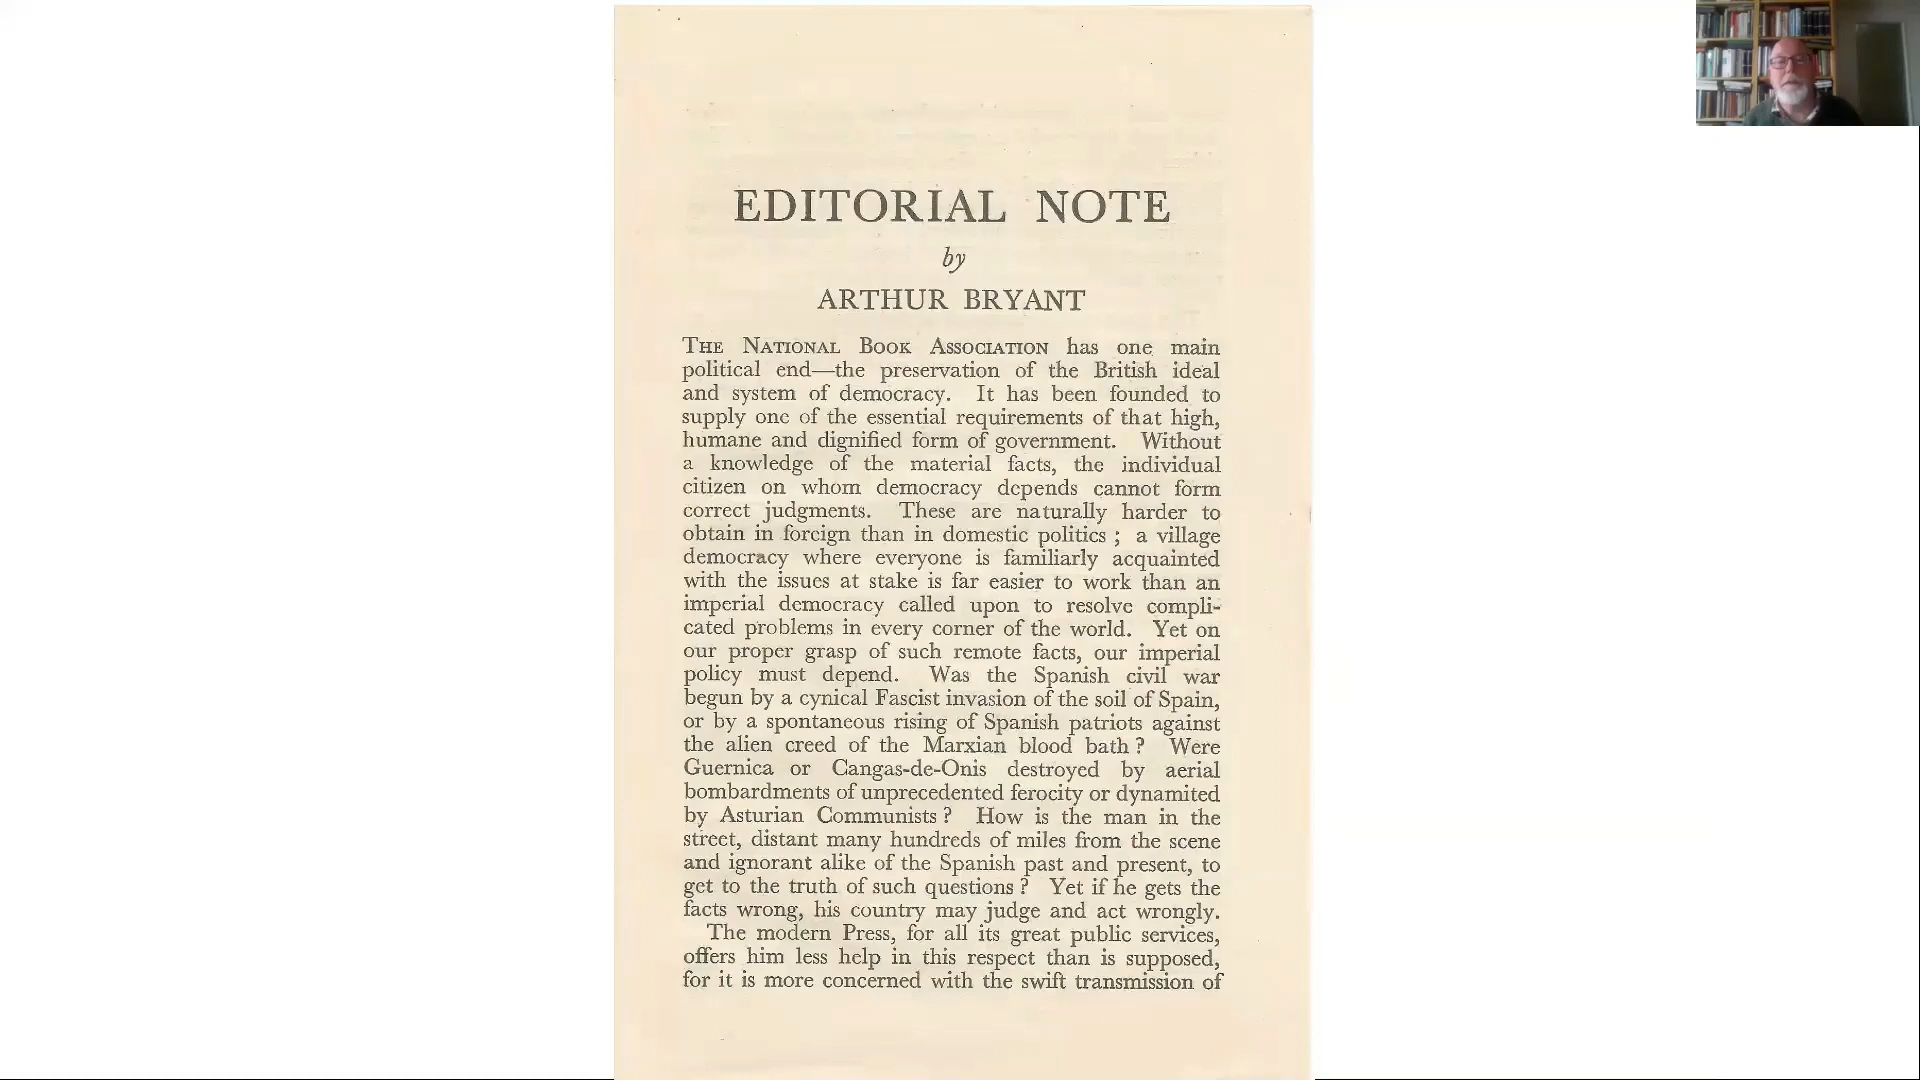 EDITORIAL NOTE
by
ARTHUR BRYANT
THE NATIONAL BOOK ASSOCIATION has one main
political end—the preservation of the British ideal
and system of democracy. It has been founded to
supply one of the essential requirements of that high,
humane and dignified form of government. Without
a knowledge of the material facts, the individual
citizen on whom democracy depends cannot form
correct judgments. These are naturally harder to
obtain in foreign than in domestic politics ; a village
democracy where everyone is familiarly acquainted
with the issues at stake is far easier to work than an
imperial democracy called upon to resolve compli-
cated problems in every corner of the world. Yet on
our proper grasp of such remote facts, our imperial
policy must depend. Was the Spanish civil war
begun by a cynical Fascist invasion of the soil of Spain,
or by a spontaneous rising of Spanish patriots against
the alien creed of the Marxian blood bath ? Were
Guernica or Cangas-de-Onis destroyed by aerial
bombardments of unprecedented ferocity or dynamited
by Asturian Communists ? How is the man in the
street, distant many hundreds of miles from the scene
and ignorant alike of the Spanish past and present, to
get to the truth of such questions ? Yet if he gets the
facts wrong, his country may judge and act wrongly.
The modern Press, for all its great public services,
offers him less help in this respect than is supposed,
for it is more concerned with the swift transmission of